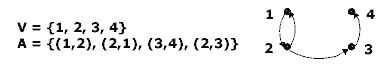 V = {1, 2, 3, 4}
A = {(1,2), (2,1), (3,4), (2,3)}
1
4
2
3